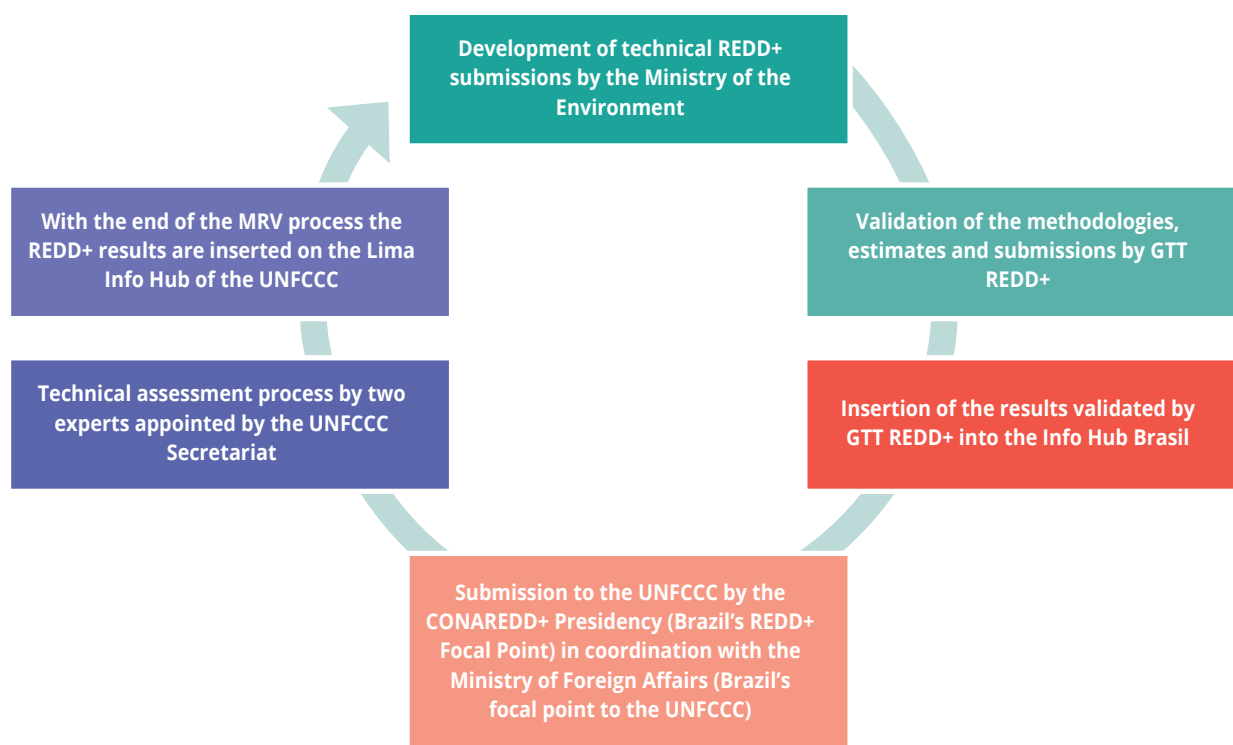 Development of technical REDD+
submissions by the Ministry of the
Environment
Validation of the methodologies,
estimates and submissions by GTT
REDD+
Insertion of the results validated by
GTT REDD+ into the Info Hub Brasil
Submission to the UNFCCC by the
CONAREDD+ Presidency (Brazil’s REDD+
Focal Point) in coordination with the
Ministry of Foreign Affairs (Brazil’s
focal point to the UNFCCC)
Technical assessment process by two
experts appointed by the UNFCCC
Secretariat
With the end of the MRV process the
REDD+ results are inserted on the Lima
Info Hub of the UNFCCC